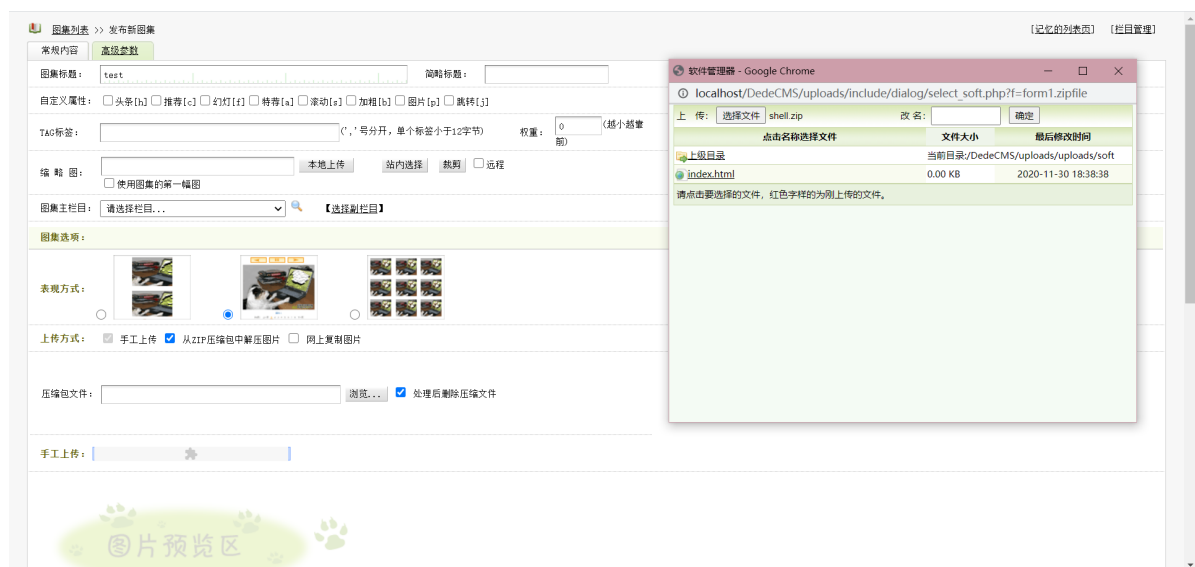 图集列表 >> 发布新图集
[记忆的列表页] [栏目管理]
常规内容 高级参数
图集标题： test 简略标题：
自定义属性： 头条[h] 推荐[c] 幻灯[f] 特荐[a] 滚动[s] 加粗[b] 图片[p] 跳转[j]
TAG标签： (','号分开，单个标签小于12字节) 权重： 0 (越小越靠
前)
缩 略 图： 本地上传 站内选择 裁剪 远程
使用图集的第一幅图
图集主栏目： 请选择栏目... 【选择副栏目】
图集选项：
表现方式：
上传方式： 手工上传 从ZIP压缩包中解压图片 网上复制图片
压缩包文件： 浏览... 处理后删除压缩文件
手工上传：
图片预览区
软件管理器 - Google Chrome
localhost/DedeCMS/uploads/include/dialog/select_soft.php?f=form1.zipfile
上 传： 选择文件 shell.zip 改名： 确定
点击名称选择文件 文件大小 最后修改时间
上级目录 当前目录:/DedeCMS/uploads/uploads/soft
index.html 0.00 KB 2020-11-30 18:38:38
请点击要选择的文件，红色字样的为刚上传的文件。